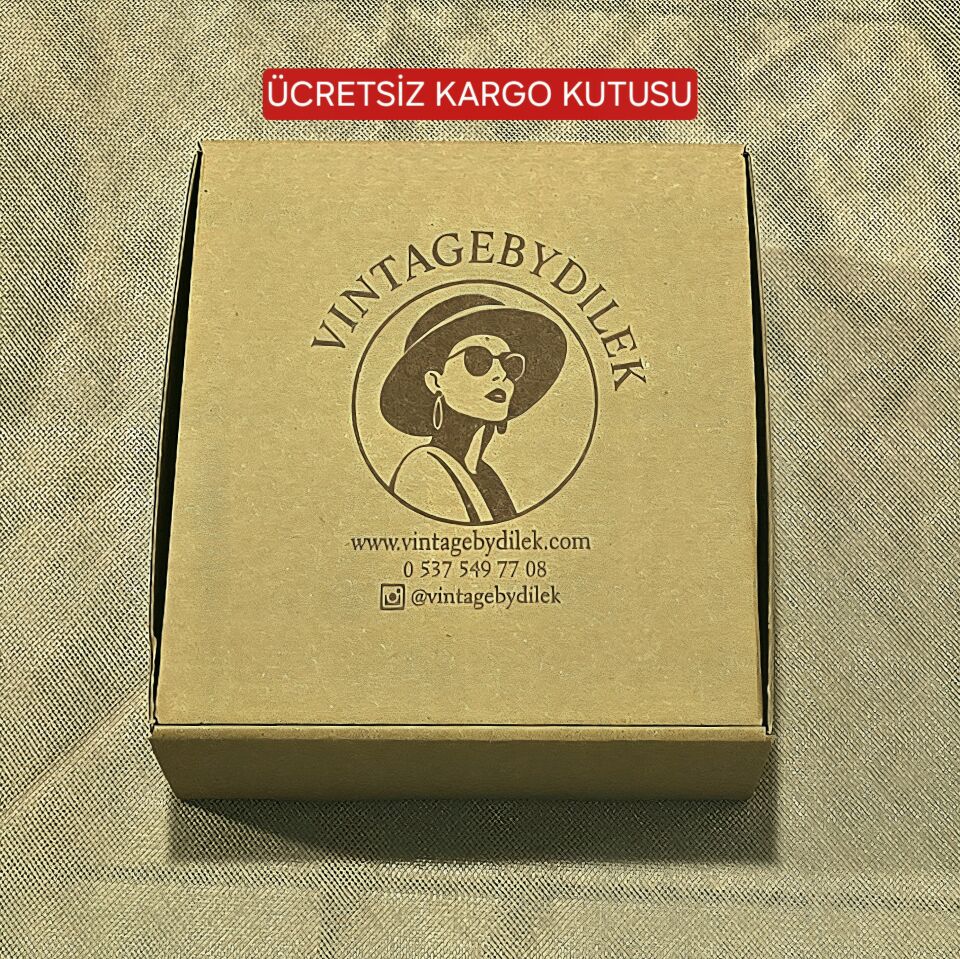 ÜCRETSİZ KARGO KUTUSU
VINTAGEBYDILEK
www.vintagebydilek.com
0 537 549 77 08
@vintagebydilek